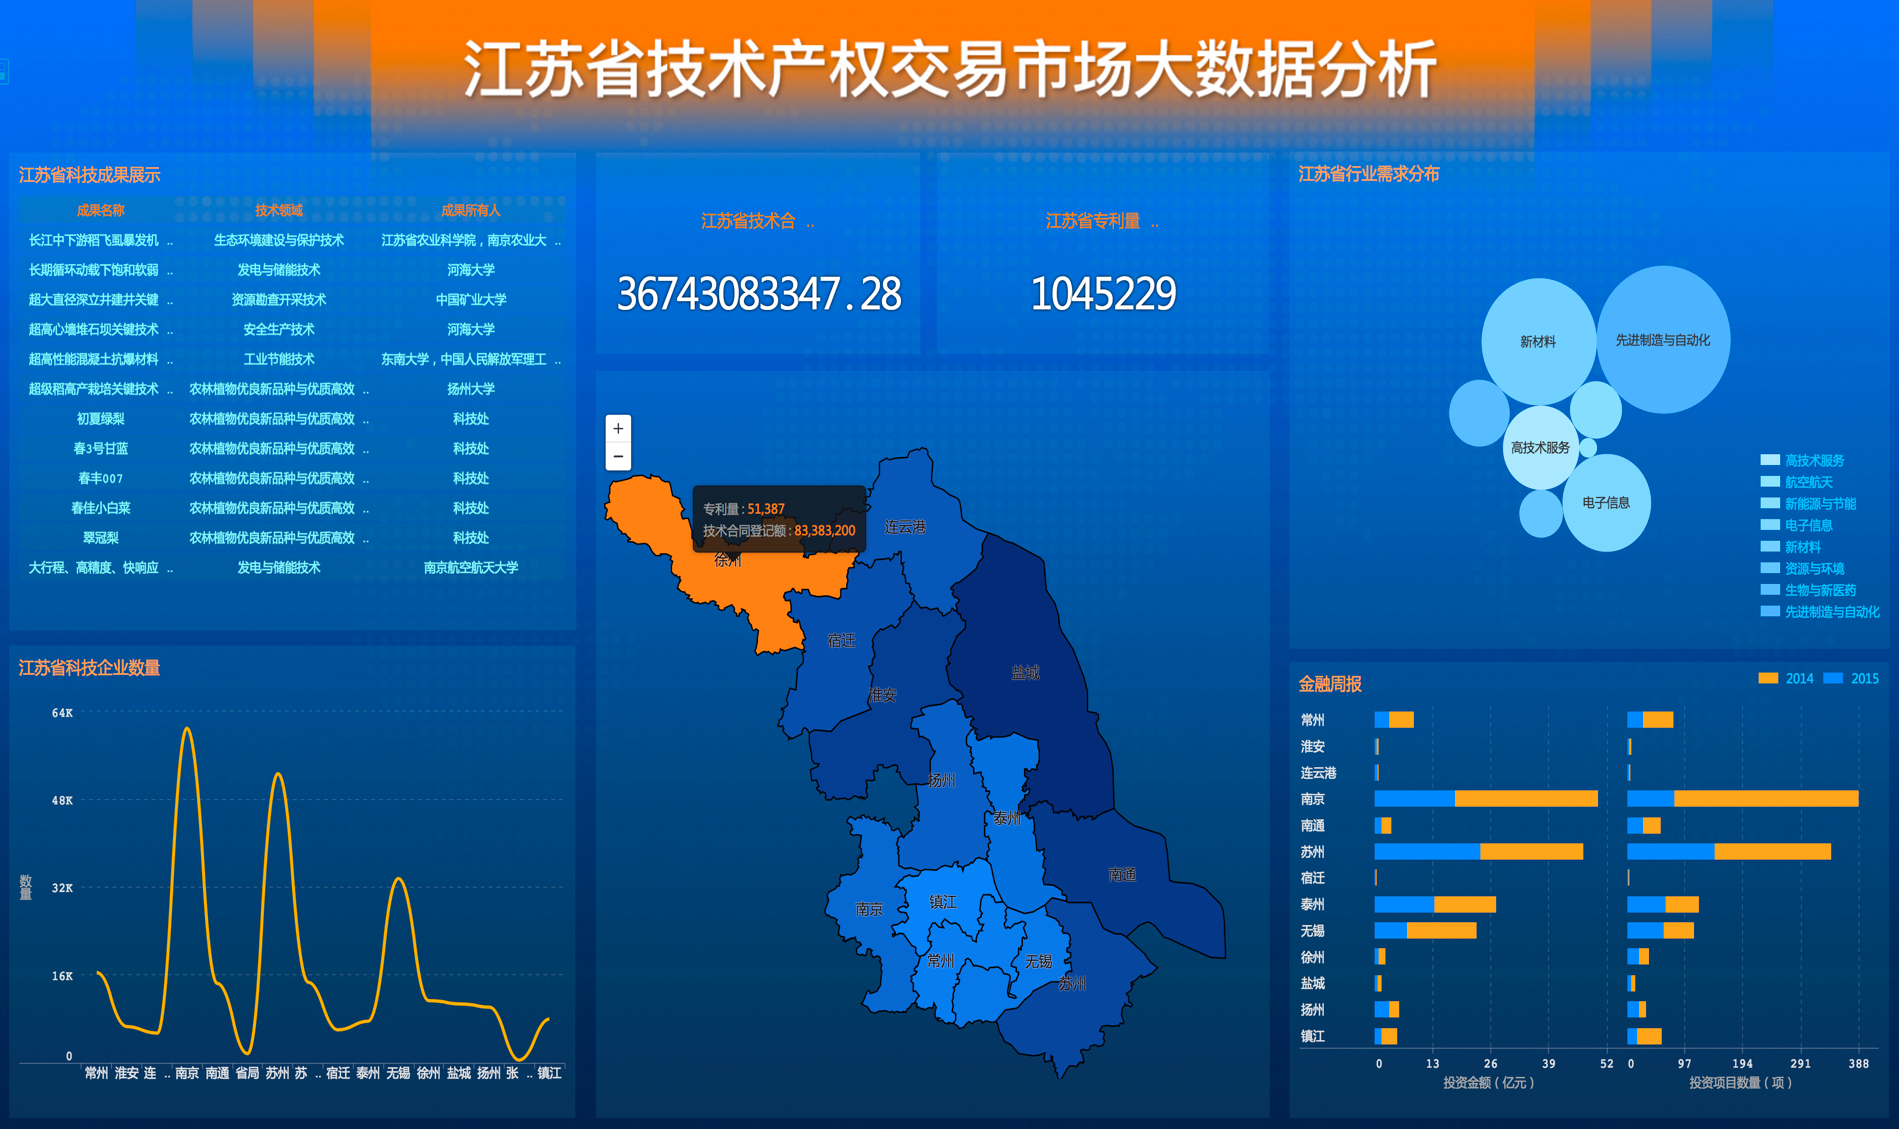 江苏省技术产权交易市场大数据分析
江苏省科技成果展示
成果名称 技术领域 成果所有人
长江中下游稻飞虱暴发机 .. 生态环境建设与保护技术 江苏省农业科学院，南京农业大 ..
长期循环动载下饱和软弱 .. 发电与储能技术 河海大学
超大直径深立井建井关键 .. 资源勘查开采技术 中国矿业大学
超高心墙堆石坝关键技术 .. 安全生产技术 河海大学
超高性能混凝土抗爆材料 .. 工业节能技术 东南大学，中国人民解放军理工 ..
超级稻高产栽培关键技术 .. 农林植物优良新品种与优质高效 .. 扬州大学
初夏绿梨 农林植物优良新品种与优质高效 .. 科技处
春3号甘蓝 农林植物优良新品种与优质高效 .. 科技处
春丰007 农林植物优良新品种与优质高效 .. 科技处
春佳小白菜 农林植物优良新品种与优质高效 .. 科技处
翠冠梨 农林植物优良新品种与优质高效 .. 科技处
大行程、高精度、快响应 .. 发电与储能技术 南京航空航天大学
江苏省科技企业数量
64K
48K
32K
16K
0
数量
常州 淮安 连 .. 南京 南通 省局 苏州 苏 .. 宿迁 泰州 无锡 徐州 盐城 扬州 张 .. 镇江
江苏省技术合 ..
36743083347.28
江苏省专利量 ..
1045229
+
−
专利量 : 51,387
技术合同登记额 : 83,383,200
徐州
连云港
宿迁
盐城
淮安
扬州
泰州
南通
镇江
南京
常州
无锡
苏州
江苏省行业需求分布
新材料
先进制造与自动化
高技术服务
电子信息
高技术服务
航空航天
新能源与节能
电子信息
新材料
资源与环境
生物与新医药
先进制造与自动化
金融周报
2014 2015
常州
淮安
连云港
南京
南通
苏州
宿迁
泰州
无锡
徐州
盐城
扬州
镇江
0 13 26 39 52 0 97 194 291 388
投资金额（亿元） 投资项目数量（项）